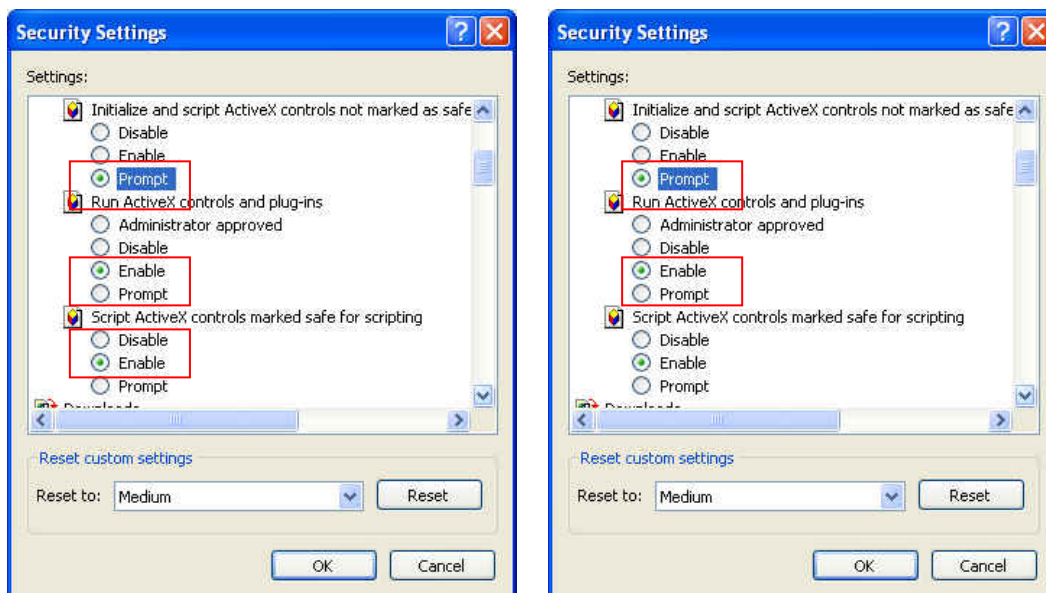 Security Settings
Settings:
Initialize and script ActiveX controls not marked as safe
Disable
Enable
Prompt
Run ActiveX controls and plug-ins
Administrator approved
Disable
Enable
Prompt
Script ActiveX controls marked safe for scripting
Disable
Enable
Prompt
Downloads
Reset custom settings
Reset to: Medium Reset
OK Cancel
Security Settings
Settings:
Initialize and script ActiveX controls not marked as safe
Disable
Enable
Prompt
Run ActiveX controls and plug-ins
Administrator approved
Disable
Enable
Prompt
Script ActiveX controls marked safe for scripting
Disable
Enable
Prompt
Downloads
Reset custom settings
Reset to: Medium Reset
OK Cancel